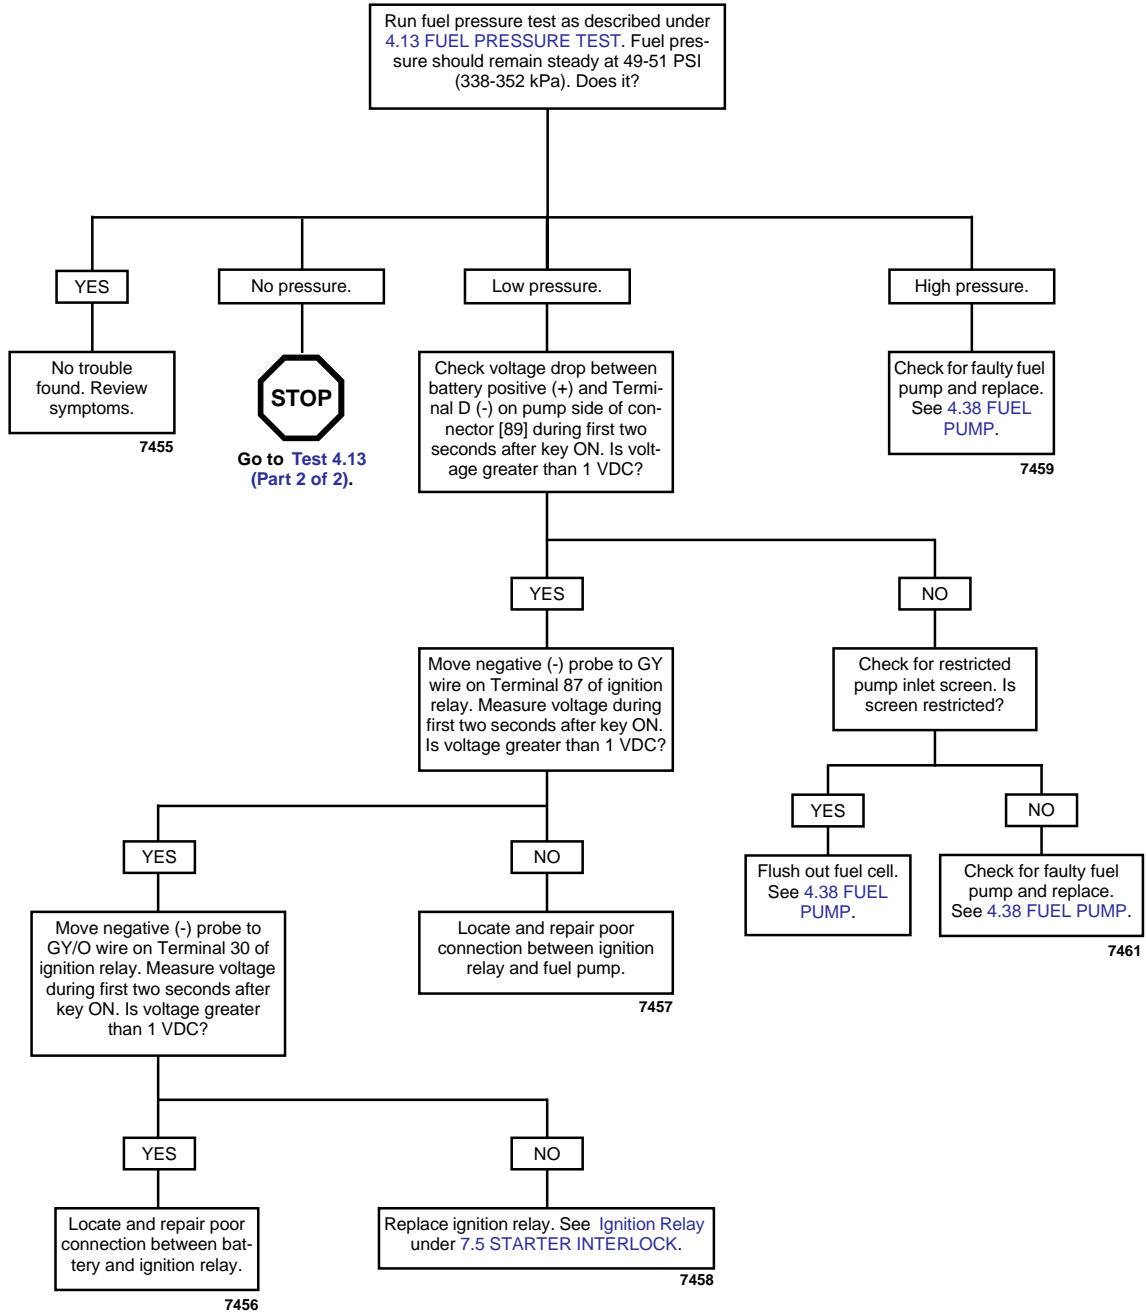 Run fuel pressure test as described under
4.13 FUEL PRESSURE TEST. Fuel pres-
sure should remain steady at 49-51 PSI
(338-352 kPa). Does it?
YES
No pressure.
Low pressure.
High pressure.
No trouble
found. Review
symptoms.
7455
STOP
Go to Test 4.13
(Part 2 of 2).
Check voltage drop between
battery positive (+) and Termi-
nal D (-) on pump side of con-
nector [89] during first two
seconds after key ON. Is volt-
age greater than 1 VDC?
Check for faulty fuel
pump and replace.
See 4.38 FUEL
PUMP.
7459
YES
NO
Move negative (-) probe to GY
wire on Terminal 87 of ignition
relay. Measure voltage during
first two seconds after key ON.
Is voltage greater than 1 VDC?
Check for restricted
pump inlet screen. Is
screen restricted?
YES
NO
YES
NO
Flush out fuel cell.
See 4.38 FUEL
PUMP.
Check for faulty fuel
pump and replace.
See 4.38 FUEL PUMP.
7461
Move negative (-) probe to
GY/O wire on Terminal 30 of
ignition relay. Measure voltage
during first two seconds after
key ON. Is voltage greater
than 1 VDC?
Locate and repair poor
connection between ignition
relay and fuel pump.
7457
YES
NO
Locate and repair poor
connection between bat-
tery and ignition relay.
7456
Replace ignition relay. See Ignition Relay
under 7.5 STARTER INTERLOCK.
7458